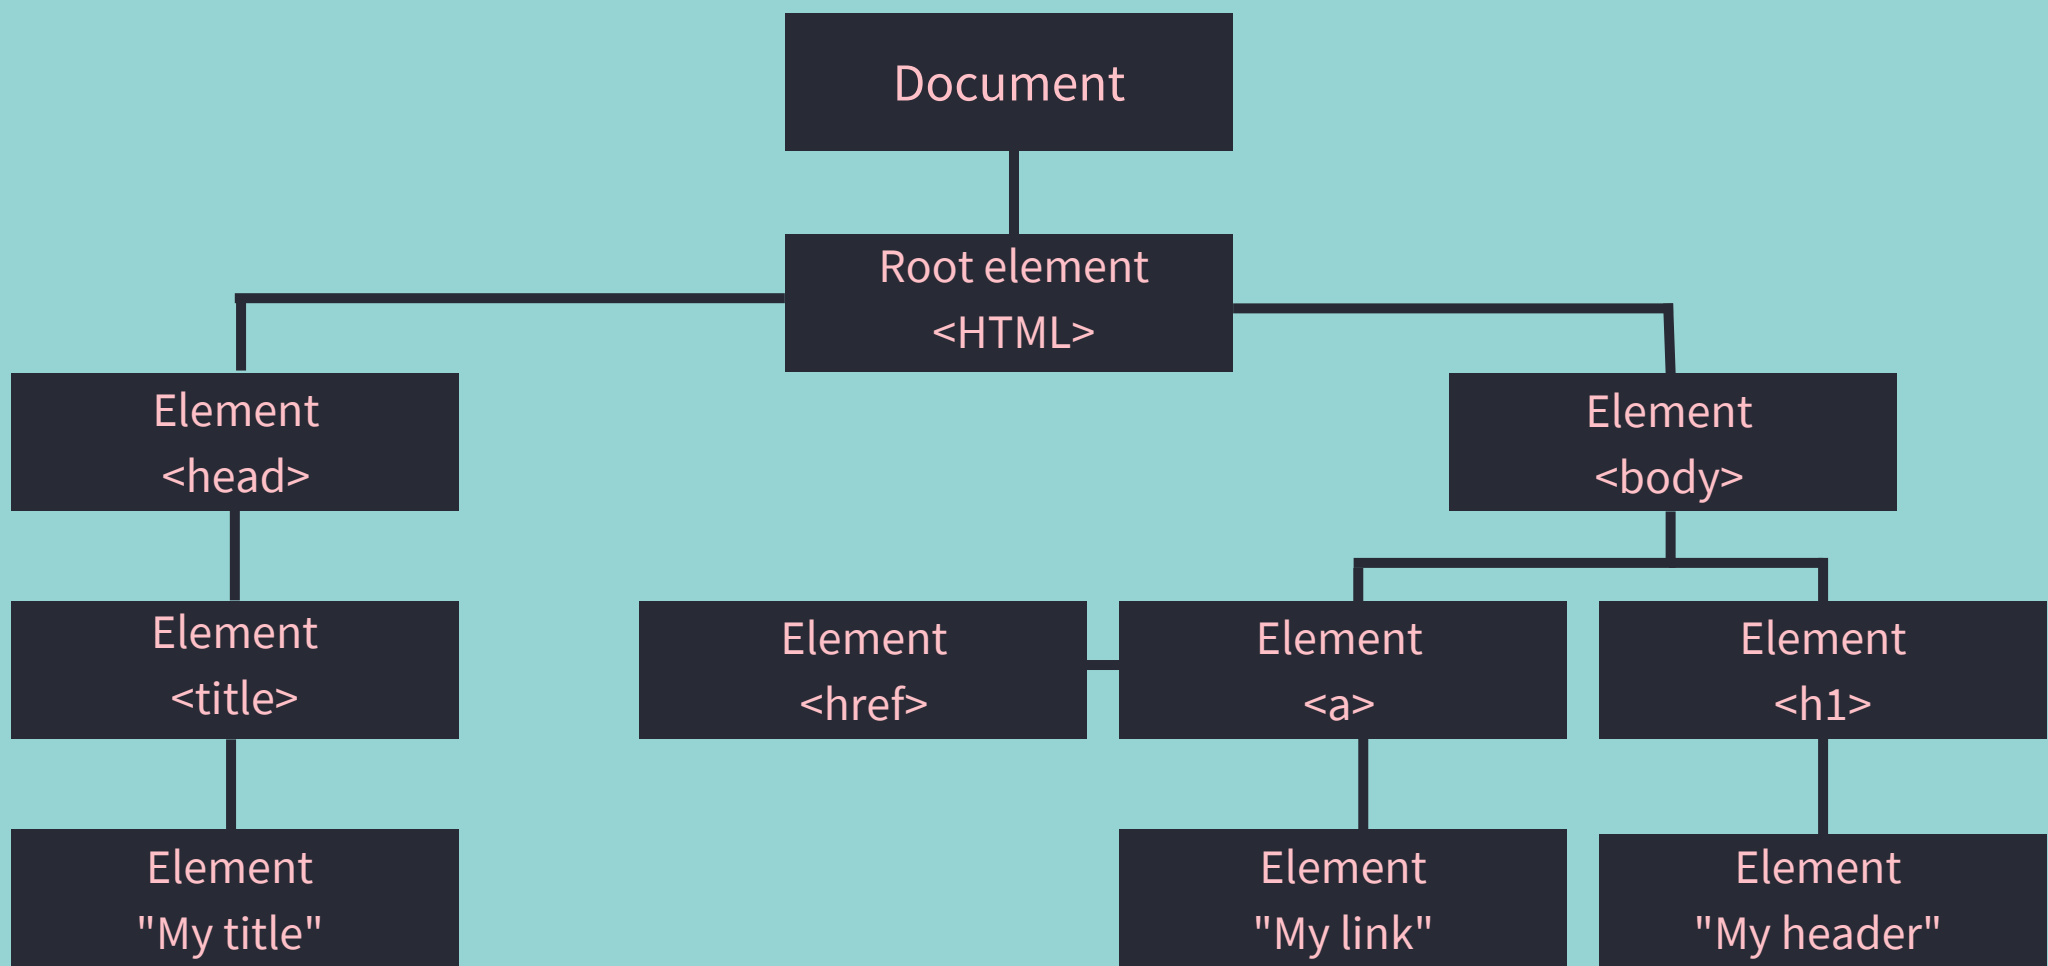 Document
Root element
<HTML>
Element
<head>
Element
<body>
Element
<title>
Element
<href>
Element
<a>
Element
<h1>
Element
"My title"
Element
"My link"
Element
"My header"